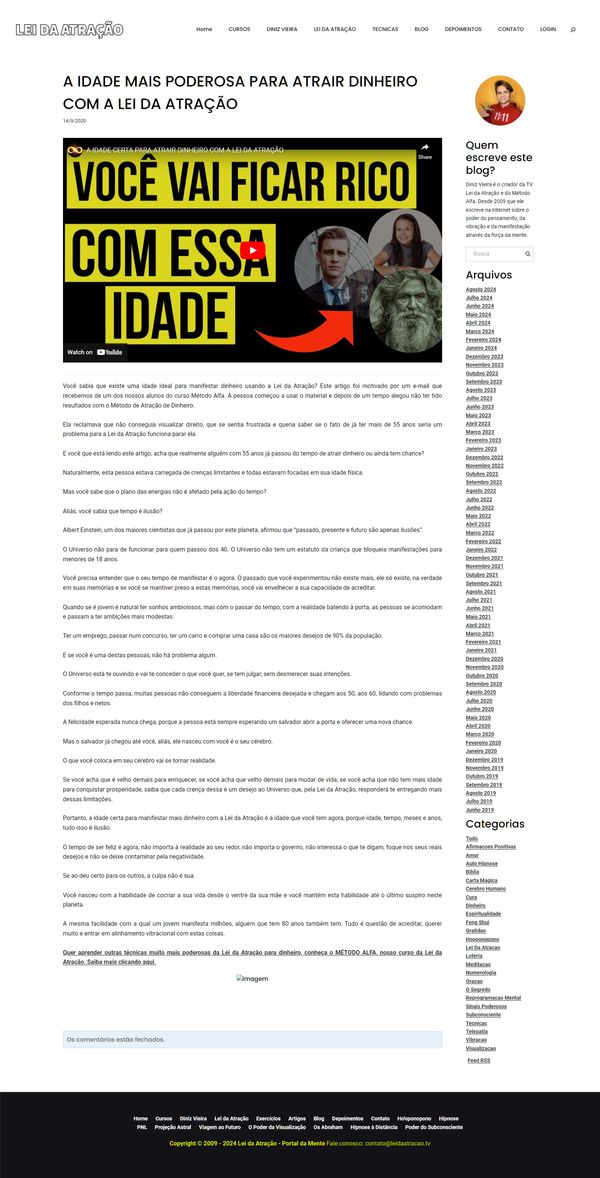 LEI DA ATRAÇÃO
Home CURSOS DINIZ VIEIRA LEI DA ATRAÇÃO TECNICAS BLOG DEPOIMENTOS CONTATO LOGIN
A IDADE MAIS PODEROSA PARA ATRAIR DINHEIRO
COM A LEI DA ATRAÇÃO
14/9/2020
A IDADE CERTA PARA ATRAIR DINHEIRO COM A LEI DA ATRAÇÃO
Share
VOCÊ VAI FICAR RICO
COM ESSA
IDADE
Watch on YouTube
Você sabia que existe uma idade ideal para manifestar dinheiro usando a Lei da Atração? Este artigo foi motivado por um e-mail que
recebemos de um dos nossos alunos do curso Método Alfa. A pessoa começou a usar o material e depois de um tempo alegou não ter tido
resultados com o Método de Atração de Dinheiro.
Ela reclamava que não conseguia visualizar direito, que se sentia frustrada e queria saber se o fato de já ter mais de 55 anos seria um
problema para a Lei da Atração funciona parar ela.
E você que está lendo este artigo, acha que realmente alguém com 55 anos já passou do tempo de atrair dinheiro ou ainda tem chance?
Naturalmente, esta pessoa estava carregada de crenças limitantes e todas estavam focadas em sua idade física.
Mas você sabe que o plano das energias não é afetado pela ação do tempo?
Aliás, você sabia que tempo é ilusão?
Albert Einstein, um dos maiores cientistas que já passou por este planeta, afirmou que “passado, presente e futuro são apenas ilusões”.
O Universo não para de funcionar para quem passou dos 40. O Universo não tem um estatuto da criança que bloqueia manifestações para
menores de 18 anos.
Você precisa entender que o seu tempo de manifestar é o agora. O passado que você experimentou não existe mais, ele só existe, na verdade
em suas memórias e se você se mantiver preso a estas memórias, você vai envelhecer a sua capacidade de acreditar.
Quando se é jovem é natural ter sonhos ambiciosos, mas com o passar do tempo, com a realidade batendo à porta, as pessoas se acomodam
e passam a ter ambições mais modestas.
Ter um emprego, passar num concurso, ter um carro e comprar uma casa são os maiores desejos de 90% da população.
E se você é uma destas pessoas, não há problema algum.
O Universo está te ouvindo e vai te conceder o que você quer, se tem julgar, sem desmerecer suas intenções.
Conforme o tempo passa, muitas pessoas não conseguem a liberdade financeira desejada e chegam aos 50, aos 60, lidando com problemas
dos filhos e netos.
A felicidade esperada nunca chega, porque a pessoa está sempre esperando um salvador abrir a porta e oferecer uma nova chance.
Mas o salvador já chegou até você, aliás, ele nasceu com você é o seu cérebro.
O que você coloca em seu cérebro vai se tornar realidade.
Se você acha que é velho demais para enriquecer, se você acha que velho demais para mudar de vida, se você acha que não tem mais idade
para conquistar prosperidade, saiba que cada crença dessa é um desejo ao Universo que, pela Lei da Atração, responderá te entregando mais
dessas limitações.
Portanto, a idade certa para manifestar mais dinheiro com a Lei da Atração é a idade que você tem agora, porque idade, tempo, meses e anos,
tudo isso é ilusão.
O tempo de ser feliz é agora, não importa à realidade ao seu redor, não importa o governo, não interessa o que te digam, foque nos seus reais
desejos e não se deixe contaminar pela negatividade.
Se ao deu certo para os outros, a culpa não é sua.
Você nasceu com a habilidade de cocriar a sua vida desde o ventre da sua mãe e você mantém esta habilidade até o último suspiro neste
planeta.
A mesma facilidade com a qual um jovem manifesta milhões, alguém que tem 80 anos também tem. Tudo é questão de acreditar, querer
muito e entrar em alinhamento vibracional com estas coisas.
Quer aprender outras técnicas muito mais poderosas da Lei da Atração para dinheiro, conheça o MÉTODO ALFA, nosso curso da Lei da
Atração. Saiba mais clicando aqui.
Imagem
Os comentários estão fechados.
11:11
Quem
escreve este
blog?
Diniz Vieira é o criador da TV
Lei da Atração e do Método
Alfa. Desde 2009 que ele
escreve na Internet sobre o
poder do pensamento, da
vibração e da manifestação
através da força da mente.
Busca
Arquivos
Agosto 2024
Julho 2024
Junho 2024
Maio 2024
Abril 2024
Março 2024
Fevereiro 2024
Janeiro 2024
Dezembro 2023
Novembro 2023
Outubro 2023
Setembro 2023
Agosto 2023
Julho 2023
Junho 2023
Maio 2023
Abril 2023
Março 2023
Fevereiro 2023
Janeiro 2023
Dezembro 2022
Novembro 2022
Outubro 2022
Setembro 2022
Agosto 2022
Julho 2022
Junho 2022
Maio 2022
Abril 2022
Março 2022
Fevereiro 2022
Janeiro 2022
Dezembro 2021
Novembro 2021
Outubro 2021
Setembro 2021
Agosto 2021
Julho 2021
Junho 2021
Maio 2021
Abril 2021
Março 2021
Fevereiro 2021
Janeiro 2021
Dezembro 2020
Novembro 2020
Outubro 2020
Setembro 2020
Agosto 2020
Julho 2020
Junho 2020
Maio 2020
Abril 2020
Março 2020
Fevereiro 2020
Janeiro 2020
Dezembro 2019
Novembro 2019
Outubro 2019
Setembro 2019
Agosto 2019
Julho 2019
Junho 2019
Categorias
Tudo
Afirmacoes Positivas
Amor
Auto Hipnose
Bíblia
Carta Magica
Cerebro Humano
Cura
Dinheiro
Espiritualidade
Feng Shui
Gratidao
Hooponopono
Lei Da Atracao
Loteria
Meditacao
Numerologia
Oracao
O Segredo
Reprogramacao Mental
Sinais Poderosos
Subconsciente
Tecnicas
Telepatia
Vibracao
Visualizacao
Feed RSS
Home Cursos Diniz Vieira Lei da Atração Exercícios Artigos Blog Depoimentos Contato Ho'oponopono Hipnose
PNL Projeção Astral Viagem ao Futuro O Poder da Visualização Os Abraham Hipnose à Distância Poder do Subconsciente
Copyright © 2009 - 2024 Lei da Atração - Portal da Mente Fale conosco: contato@leidaatracao.tv